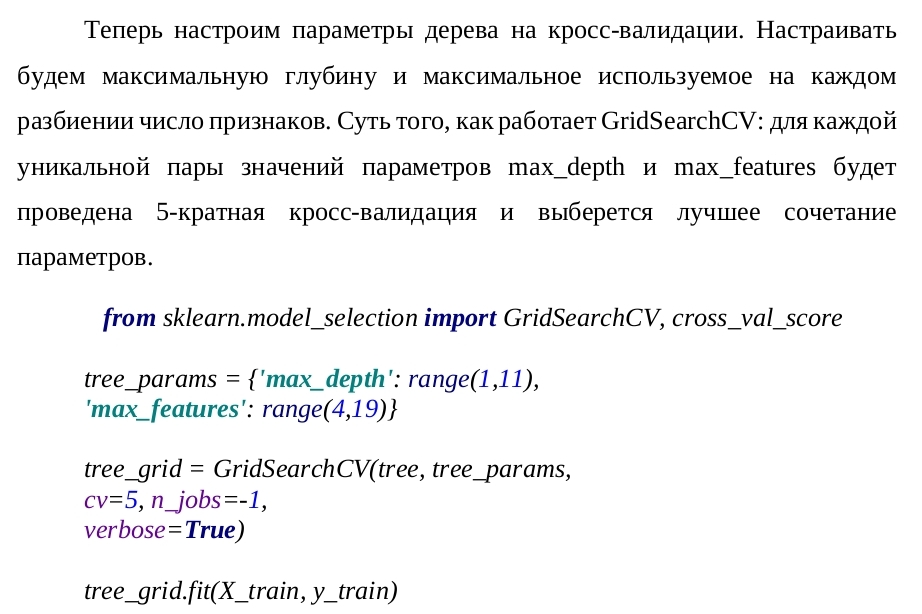 Теперь настроим параметры дерева на кросс-валидации. Настраивать
будем максимальную глубину и максимальное используемое на каждом
разбиении число признаков. Суть того, как работает GridSearchCV: для каждой
уникальной пары значений параметров max_depth и max_features будет
проведена 5-кратная кросс-валидация и выберется лучшее сочетание
параметров.
from sklearn.model_selection import GridSearchCV, cross_val_score
tree_params = {'max_depth': range(1,11),
'max_features': range(4,19)}
tree_grid = GridSearchCV(tree, tree_params,
cv=5, n_jobs=-1,
verbose=True)
tree_grid.fit(X_train, y_train)